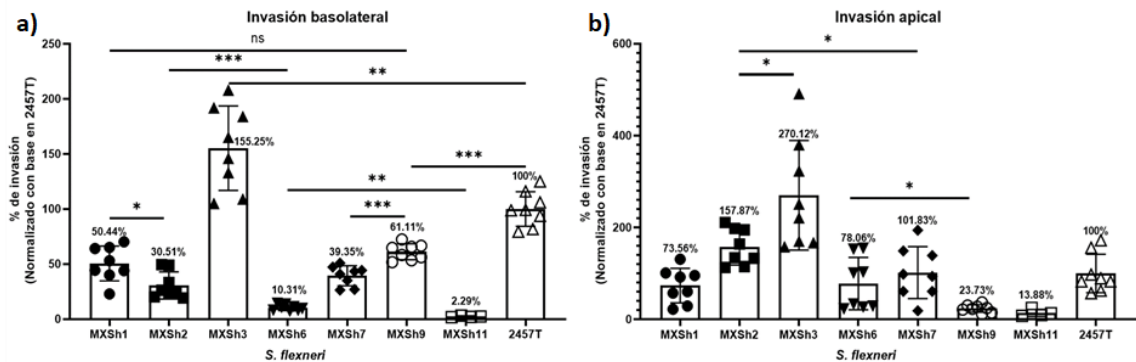 a)
Invasión basolateral
% de invasión
(Normalizado con base en 2457T)
250
200
150
100
50
0
ns
***
**
***
**
*
***
50.44%
30.51%
155.25%
10.31%
39.35%
61.11%
2.29%
100%
MXSh1 MXSh2 MXSh3 MXSh6 MXSh7 MXSh9 MXSh11 2457T
S. flexneri
b)
Invasión apical
% de invasión
(Normalizado con base en 2457T)
600
400
200
0
*
*
*
73.56%
157.87%
270.12%
78.06%
101.83%
23.73%
13.88%
100%
MXSh1 MXSh2 MXSh3 MXSh6 MXSh7 MXSh9 MXSh11 2457T
S. flexneri